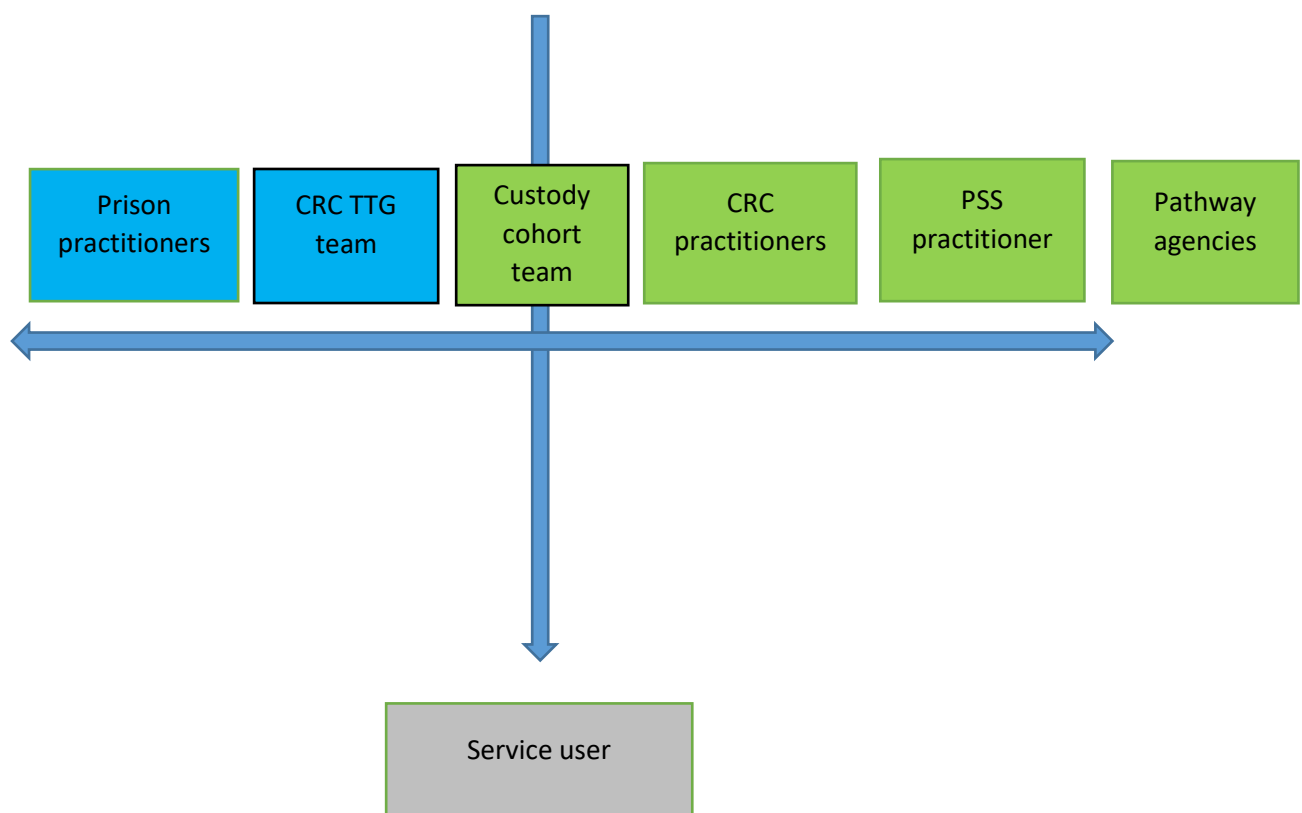 Prison
practitioners
CRC TTG
team
Custody
cohort
team
CRC
practitioners
PSS
practitioner
Pathway
agencies
Service user